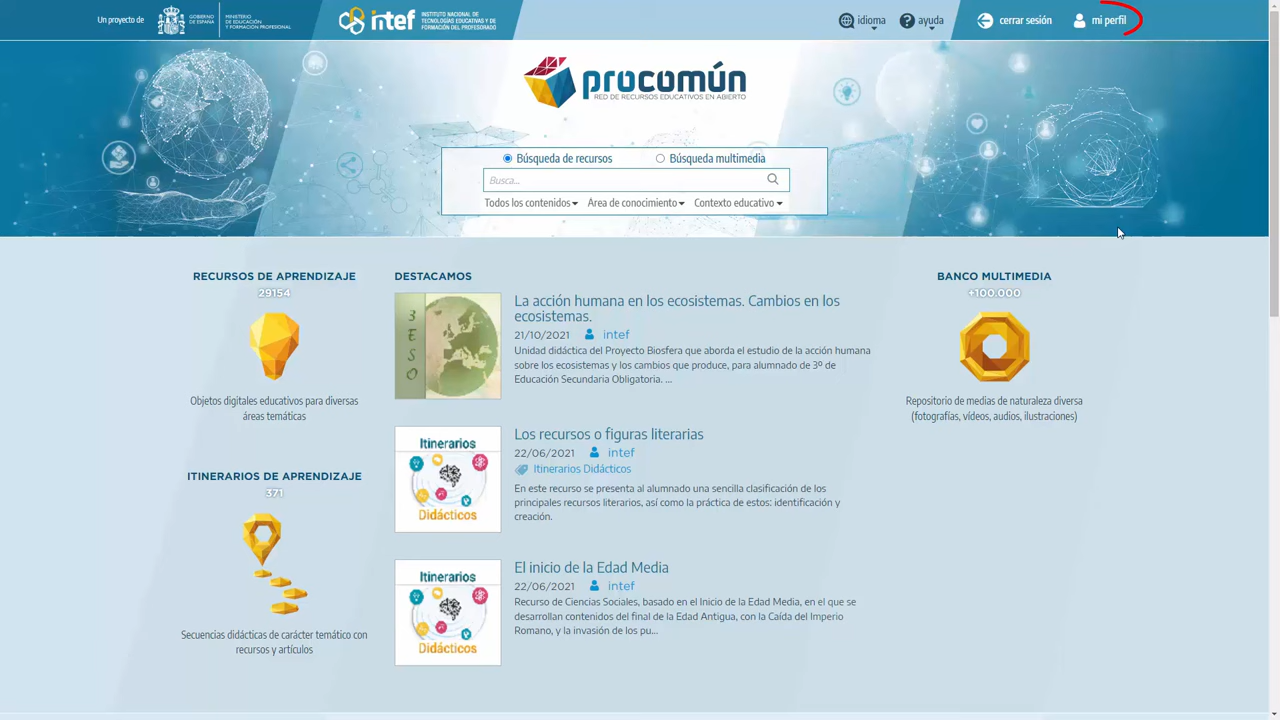 Un proyecto de
GOBIERNO
DE ESPAÑA
MINISTERIO
DE EDUCACIÓN
Y FORMACIÓN PROFESIONAL
intef
INSTITUTO NACIONAL DE
TECNOLOGÍAS EDUCATIVAS Y DE
FORMACIÓN DEL PROFESORADO
idioma
ayuda
cerrar sesión
mi perfil
procomún
RED DE RECURSOS EDUCATIVOS EN ABIERTO
Búsqueda de recursos
Búsqueda multimedia
Busca...
Todos los contenidos
Área de conocimiento
Contexto educativo
RECURSOS DE APRENDIZAJE
29154
Objetos digitales educativos para diversas
áreas temáticas
ITINERARIOS DE APRENDIZAJE
371
Secuencias didácticas de carácter temático con
recursos y artículos
DESTACAMOS
3
E
S
O
La acción humana en los ecosistemas. Cambios en los
ecosistemas.
21/10/2021 intef
Unidad didáctica del Proyecto Biosfera que aborda el estudio de la acción humana
sobre los ecosistemas y los cambios que produce, para alumnado de 3º de
Educación Secundaria Obligatoria. ...
Itinerarios
Didácticos
Los recursos o figuras literarias
22/06/2021 intef
Itinerarios Didácticos
En este recurso se presenta al alumnado una sencilla clasificación de los
principales recursos literarios, así como la práctica de estos: identificación y
creación.
Itinerarios
Didácticos
El inicio de la Edad Media
22/06/2021 intef
Recurso de Ciencias Sociales, basado en el Inicio de la Edad Media, en el que se
desarrollan contenidos del final de la Edad Antigua, con la Caída del Imperio
Romano, y la invasión de los pu...
BANCO MULTIMEDIA
+100.000
Repositorio de medias de naturaleza diversa
(fotografías, vídeos, audios, ilustraciones)